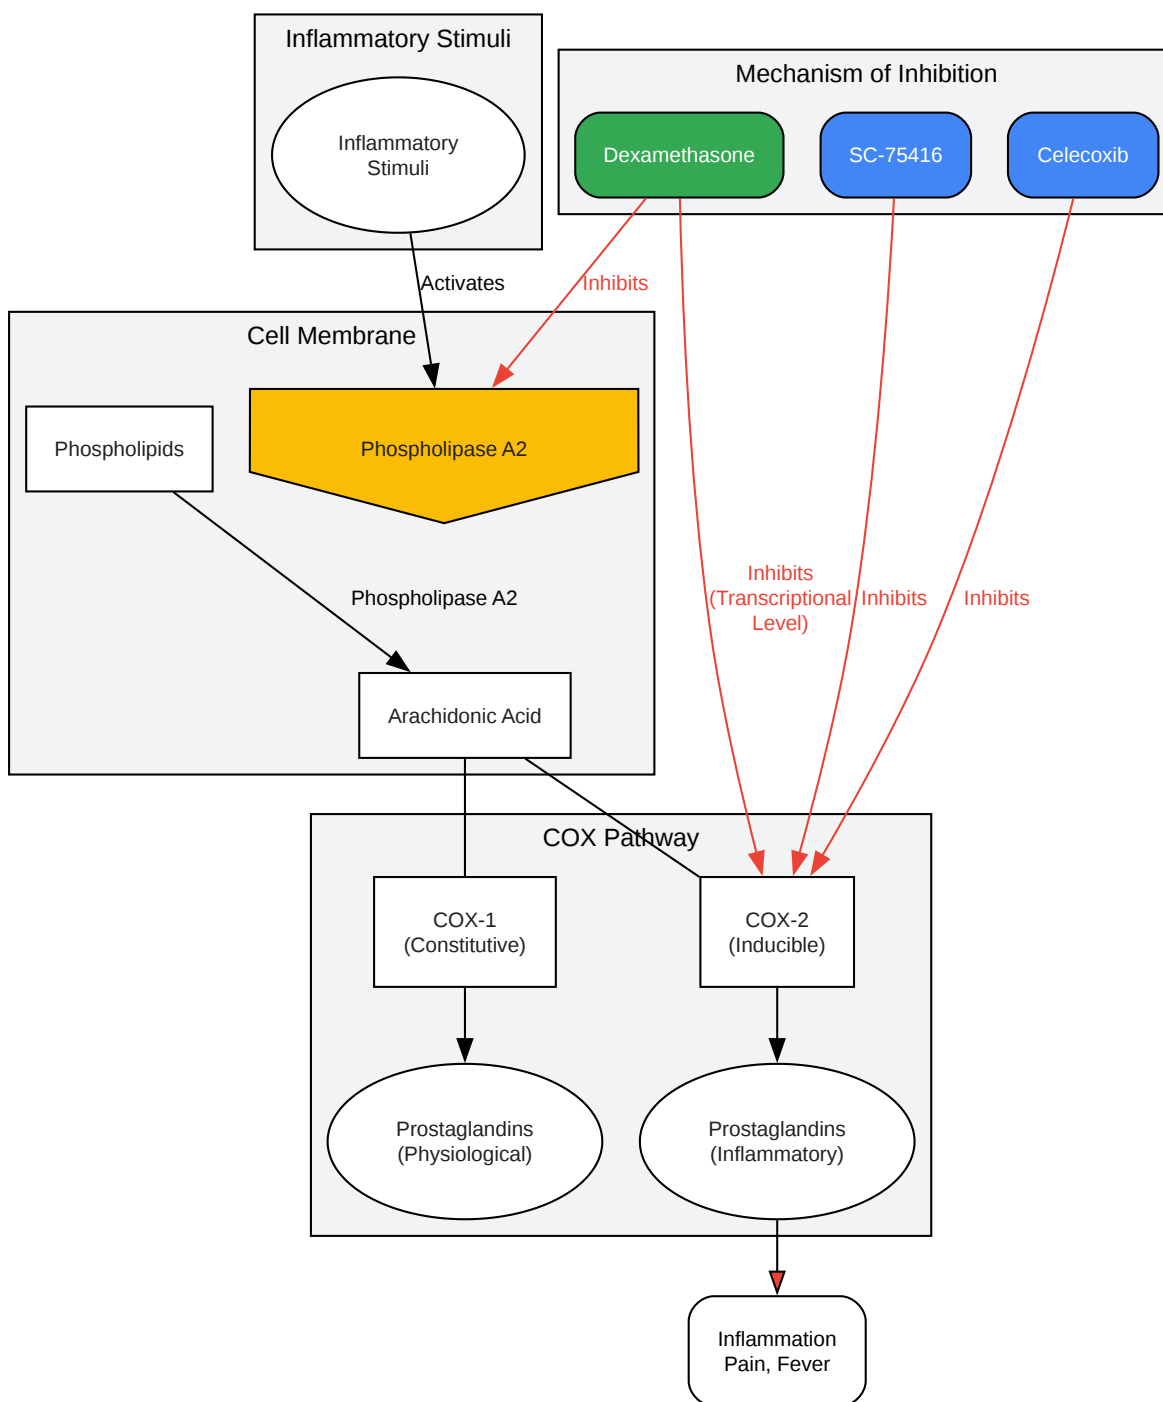 Inflammatory Stimuli
Mechanism of Inhibition
Inflammatory
Stimuli
Dexamethasone
SC-75416
Celecoxib
Activates
Inhibits
Cell Membrane
Phospholipids
Phospholipase A2
Phospholipase A2
Inhibits
(Transcriptional
Level)
Inhibits
Inhibits
Arachidonic Acid
COX Pathway
COX-1
(Constitutive)
COX-2
(Inducible)
Prostaglandins
(Physiological)
Prostaglandins
(Inflammatory)
Inflammation
Pain, Fever